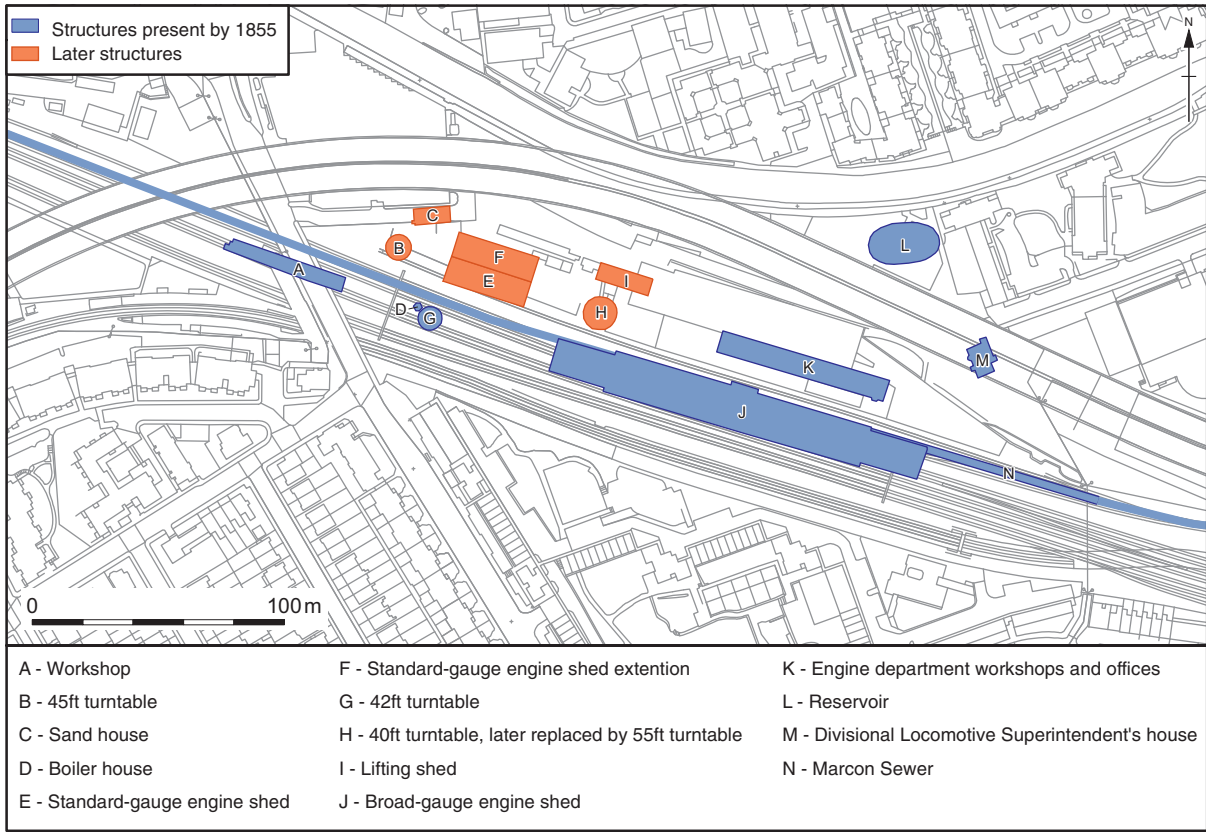 Structures present by 1855
Later structures
N
C
B
F
E
A
D
G
I
H
L
K
M
J
N
0 100 m
A - Workshop
B - 45ft turntable
C - Sand house
D - Boiler house
E - Standard-gauge engine shed
F - Standard-gauge engine shed extention
G - 42ft turntable
H - 40ft turntable, later replaced by 55ft turntable
I - Lifting shed
J - Broad-gauge engine shed
K - Engine department workshops and offices
L - Reservoir
M - Divisional Locomotive Superintendent's house
N - Marcon Sewer